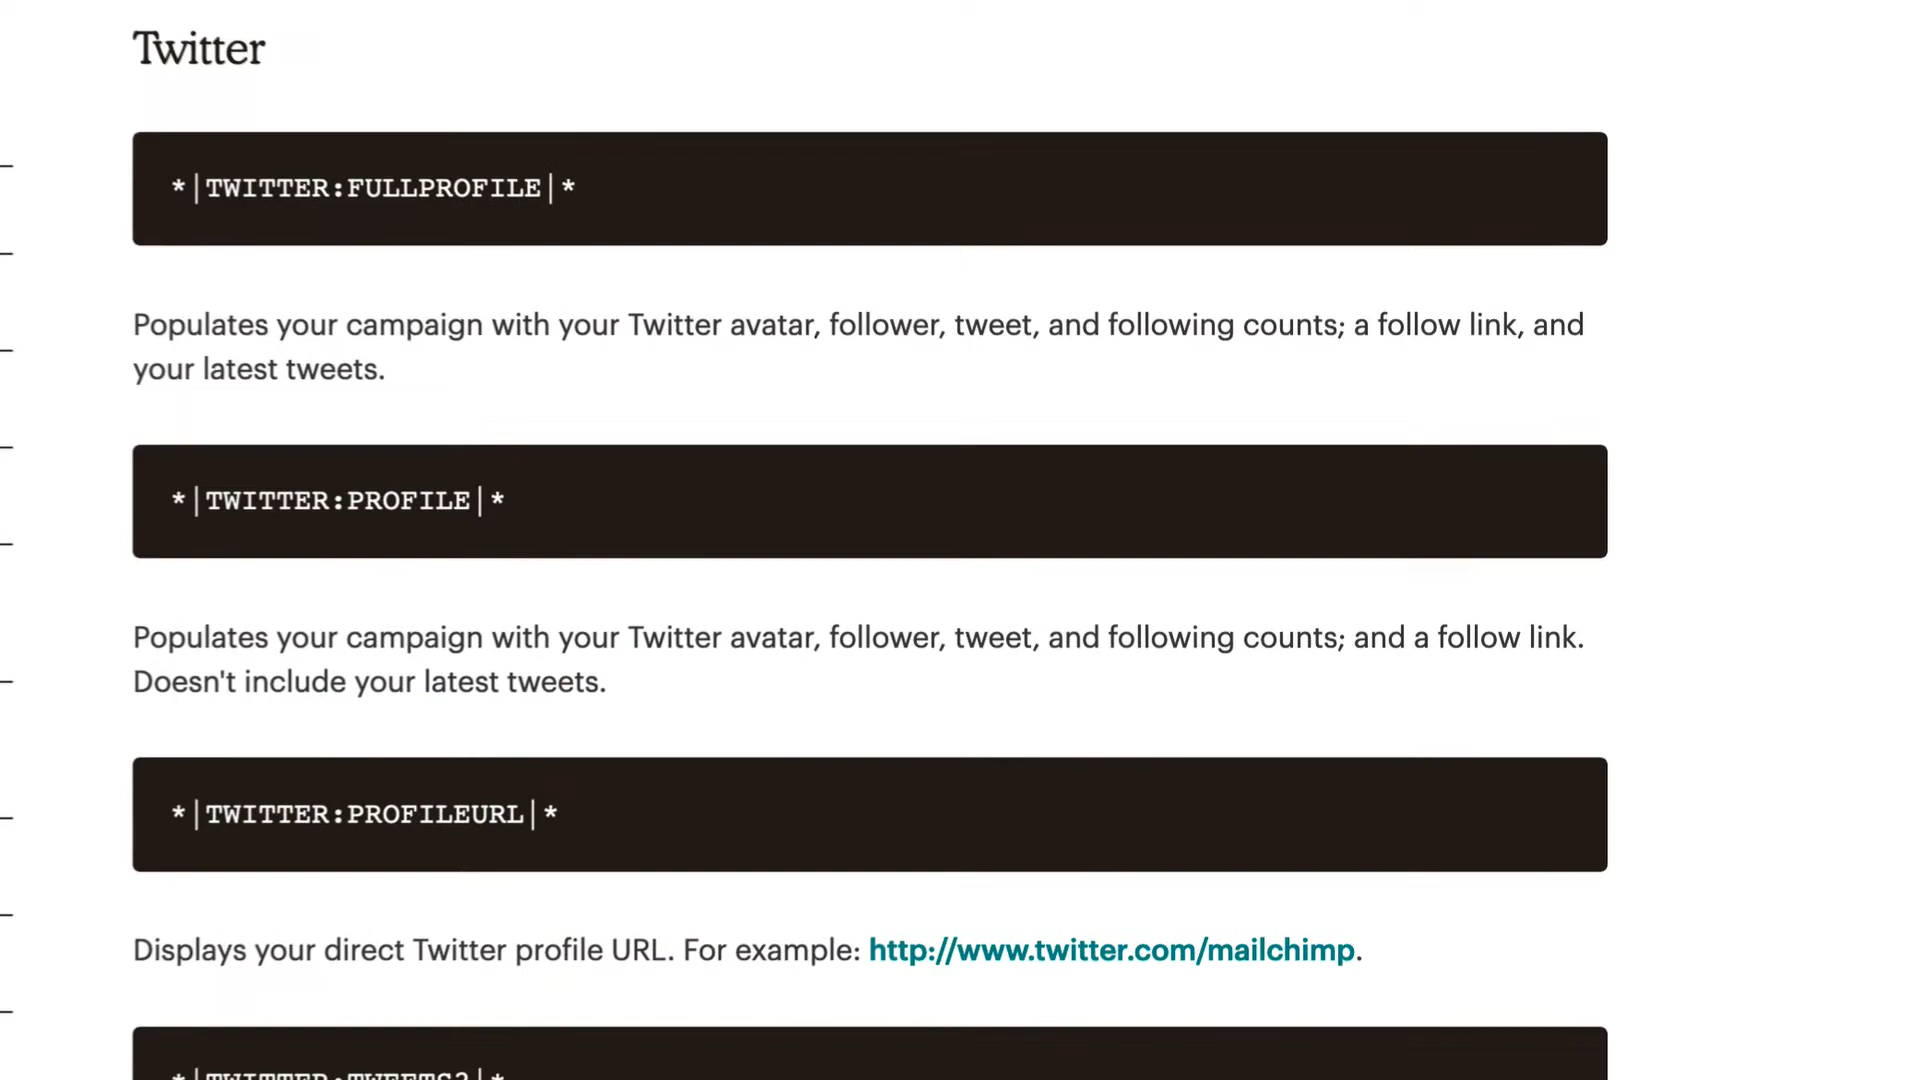 Twitter
*|TWITTER:FULLPROFILE|*
Populates your campaign with your Twitter avatar, follower, tweet, and following counts; a follow link, and
your latest tweets.
*|TWITTER:PROFILE|*
Populates your campaign with your Twitter avatar, follower, tweet, and following counts; and a follow link.
Doesn't include your latest tweets.
*|TWITTER:PROFILEURL|*
Displays your direct Twitter profile URL. For example: http://www.twitter.com/mailchimp.